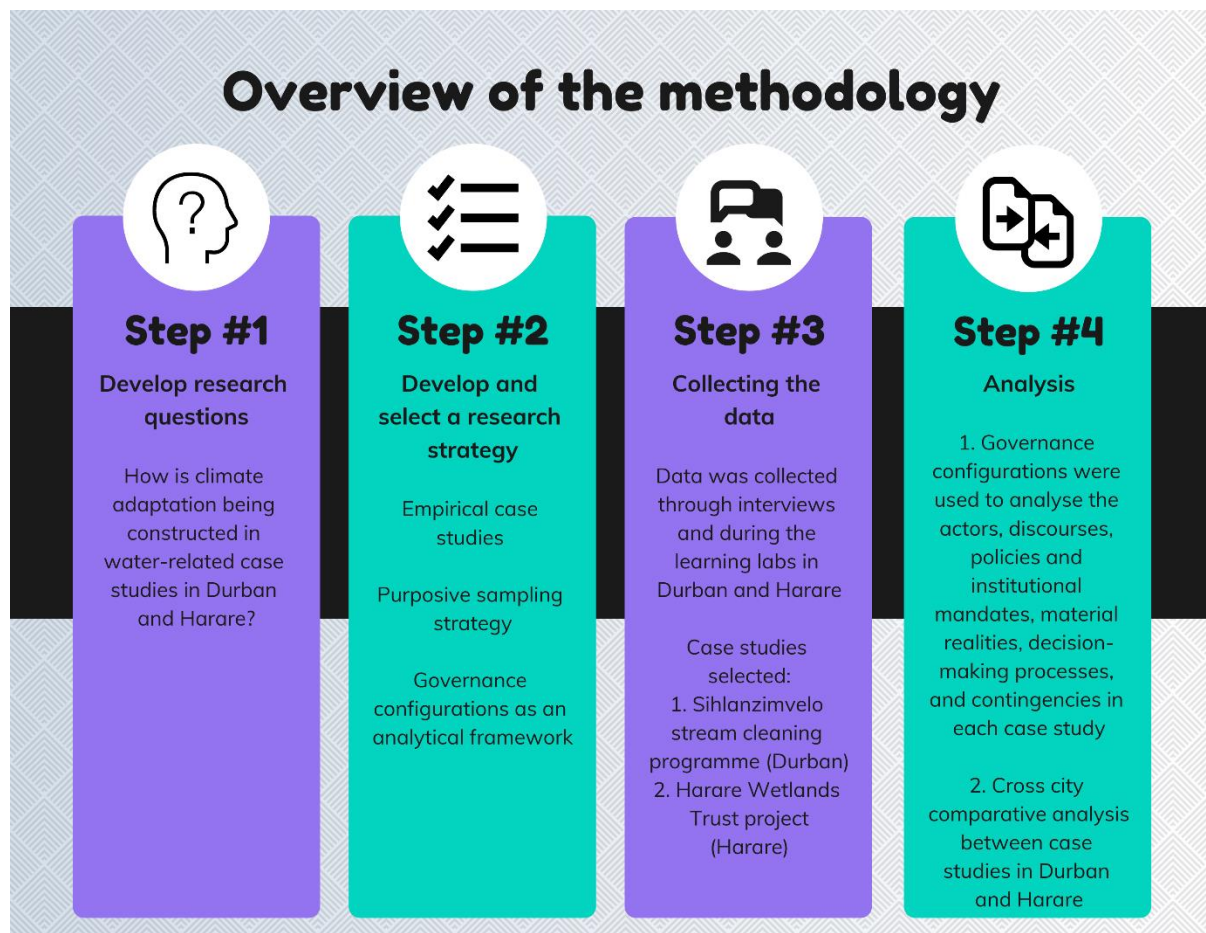 Overview of the methodology
Step #1
Develop research
questions
How is climate
adaptation being
constructed in
water-related case
studies in Durban
and Harare?
Step #2
Develop and
select a research
strategy
Empirical case
studies
Purposive sampling
strategy
Governance
configurations as an
analytical framework
Step #3
Collecting the
data
Data was collected
through interviews
and during the
learning labs in
Durban and Harare
Case studies
selected:
1. Sihlanzimvelo
stream cleaning
programme (Durban)
2. Harare Wetlands
Trust project
(Harare)
Step #4
Analysis
1. Governance
configurations were
used to analyse the
actors, discourses,
policies and
institutional
mandates, material
realities, decision-
making processes,
and contingencies in
each case study
2. Cross city
comparative analysis
between case
studies in Durban
and Harare